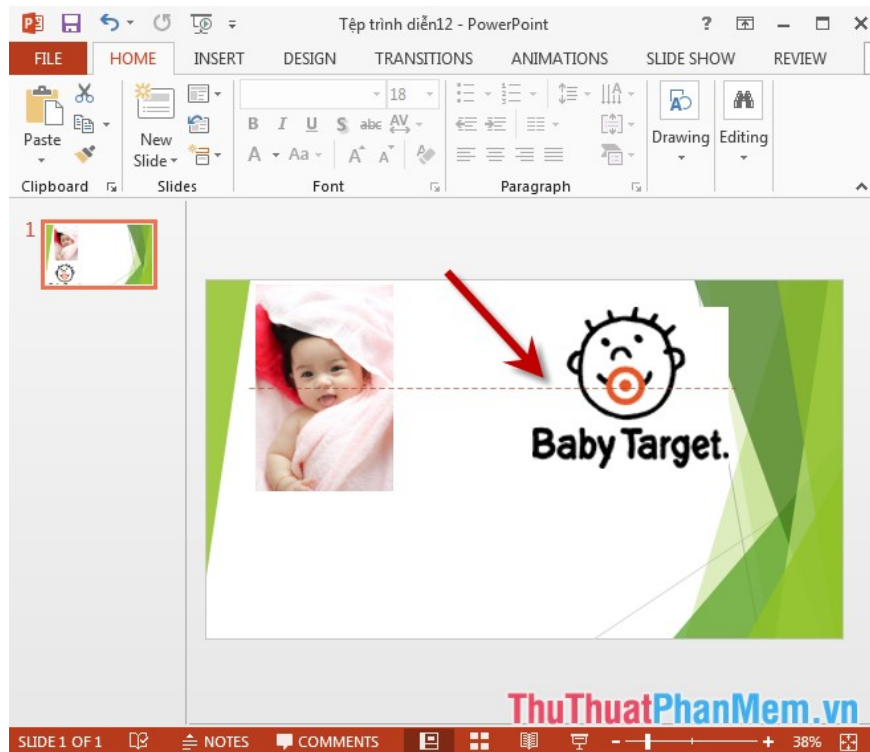 Tệp trình diễn12 - PowerPoint
FILE HOME INSERT DESIGN TRANSITIONS ANIMATIONS SLIDE SHOW REVIEW
18
B I U S abc AV
A Aa A A
Paste
New Slide
Drawing
Editing
Clipboard Slides Font Paragraph
1
Baby Target.
ThuThuatPhanMem.vn
SLIDE 1 OF 1 NOTES COMMENTS 38%